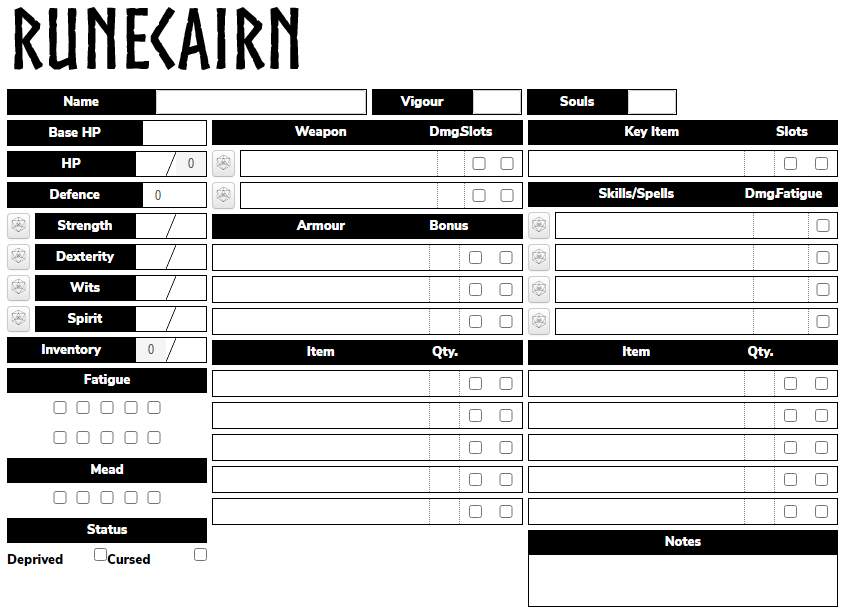 RUNECAIRN
Name Vigour Souls
Base HP Weapon Dmg. Slots Key Item Slots
HP / 0
Defence 0 Skills/Spells Dmg. Fatigue
Strength / Armour Bonus
Dexterity /
Wits /
Spirit /
Inventory 0 / Item Qty. Item Qty.
Fatigue
Mead
Status
Deprived Cursed Notes